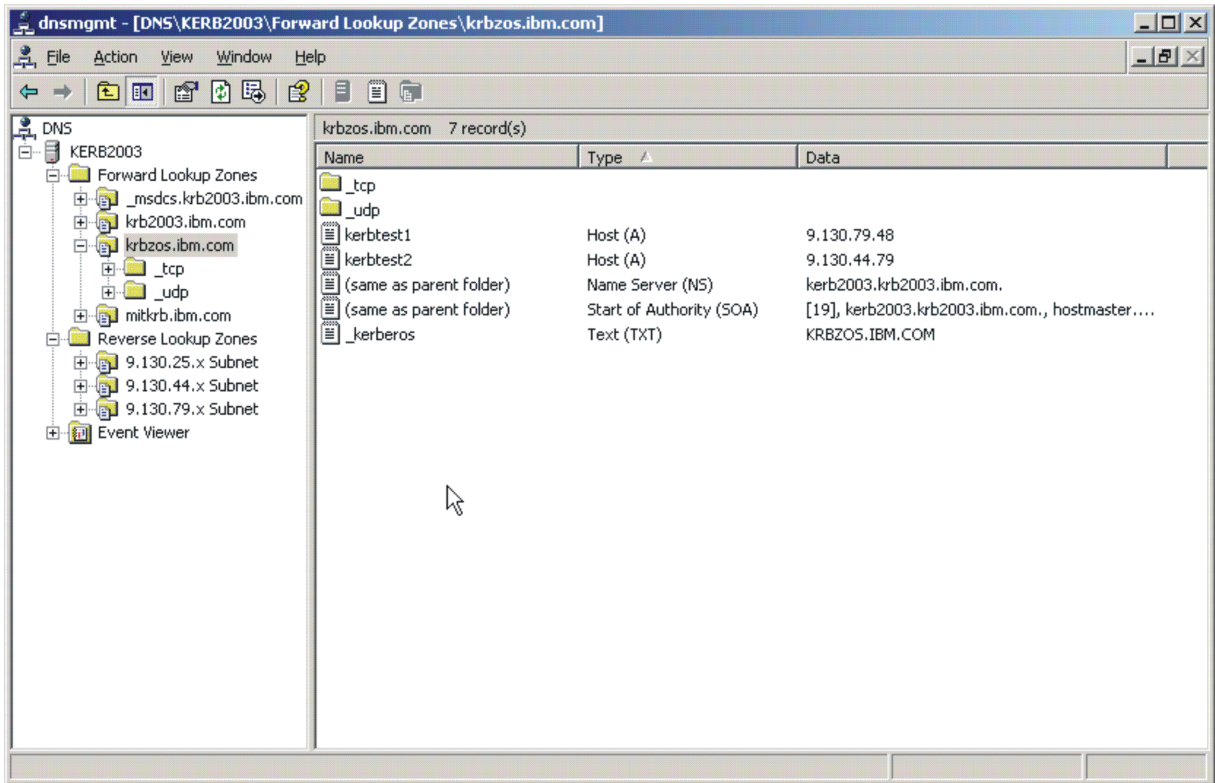 dnsmgmt - [DNS\KERB2003\Forward Lookup Zones\krbzos.ibm.com]
File Action View Window Help
DNS
KERB2003
Forward Lookup Zones
_msdcs.krb2003.ibm.com
krb2003.ibm.com
krbzos.ibm.com
_tcp
_udp
mitkrb.ibm.com
Reverse Lookup Zones
9.130.25.x Subnet
9.130.44.x Subnet
9.130.79.x Subnet
Event Viewer
krbzos.ibm.com 7 record(s)
Name Type Data
_tcp
_udp
kerbtest1 Host (A) 9.130.79.48
kerbtest2 Host (A) 9.130.44.79
(same as parent folder) Name Server (NS) kerb2003.krb2003.ibm.com.
(same as parent folder) Start of Authority (SOA) [19], kerb2003.krb2003.ibm.com., hostmaster....
_kerberos Text (TXT) KRBZOS.IBM.COM